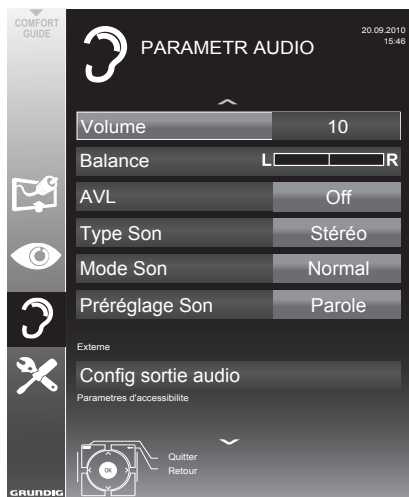 COMFORT
GUIDE
PARAMETR AUDIO
20.09.2010
15:46
Volume 10
Balance L R
AVL Off
Type Son Stéréo
Mode Son Normal
Préréglage Son Parole
Externe
Config sortie audio
Parametres d'accessibilite
Quitter
Retour
OK
GRUNDIG